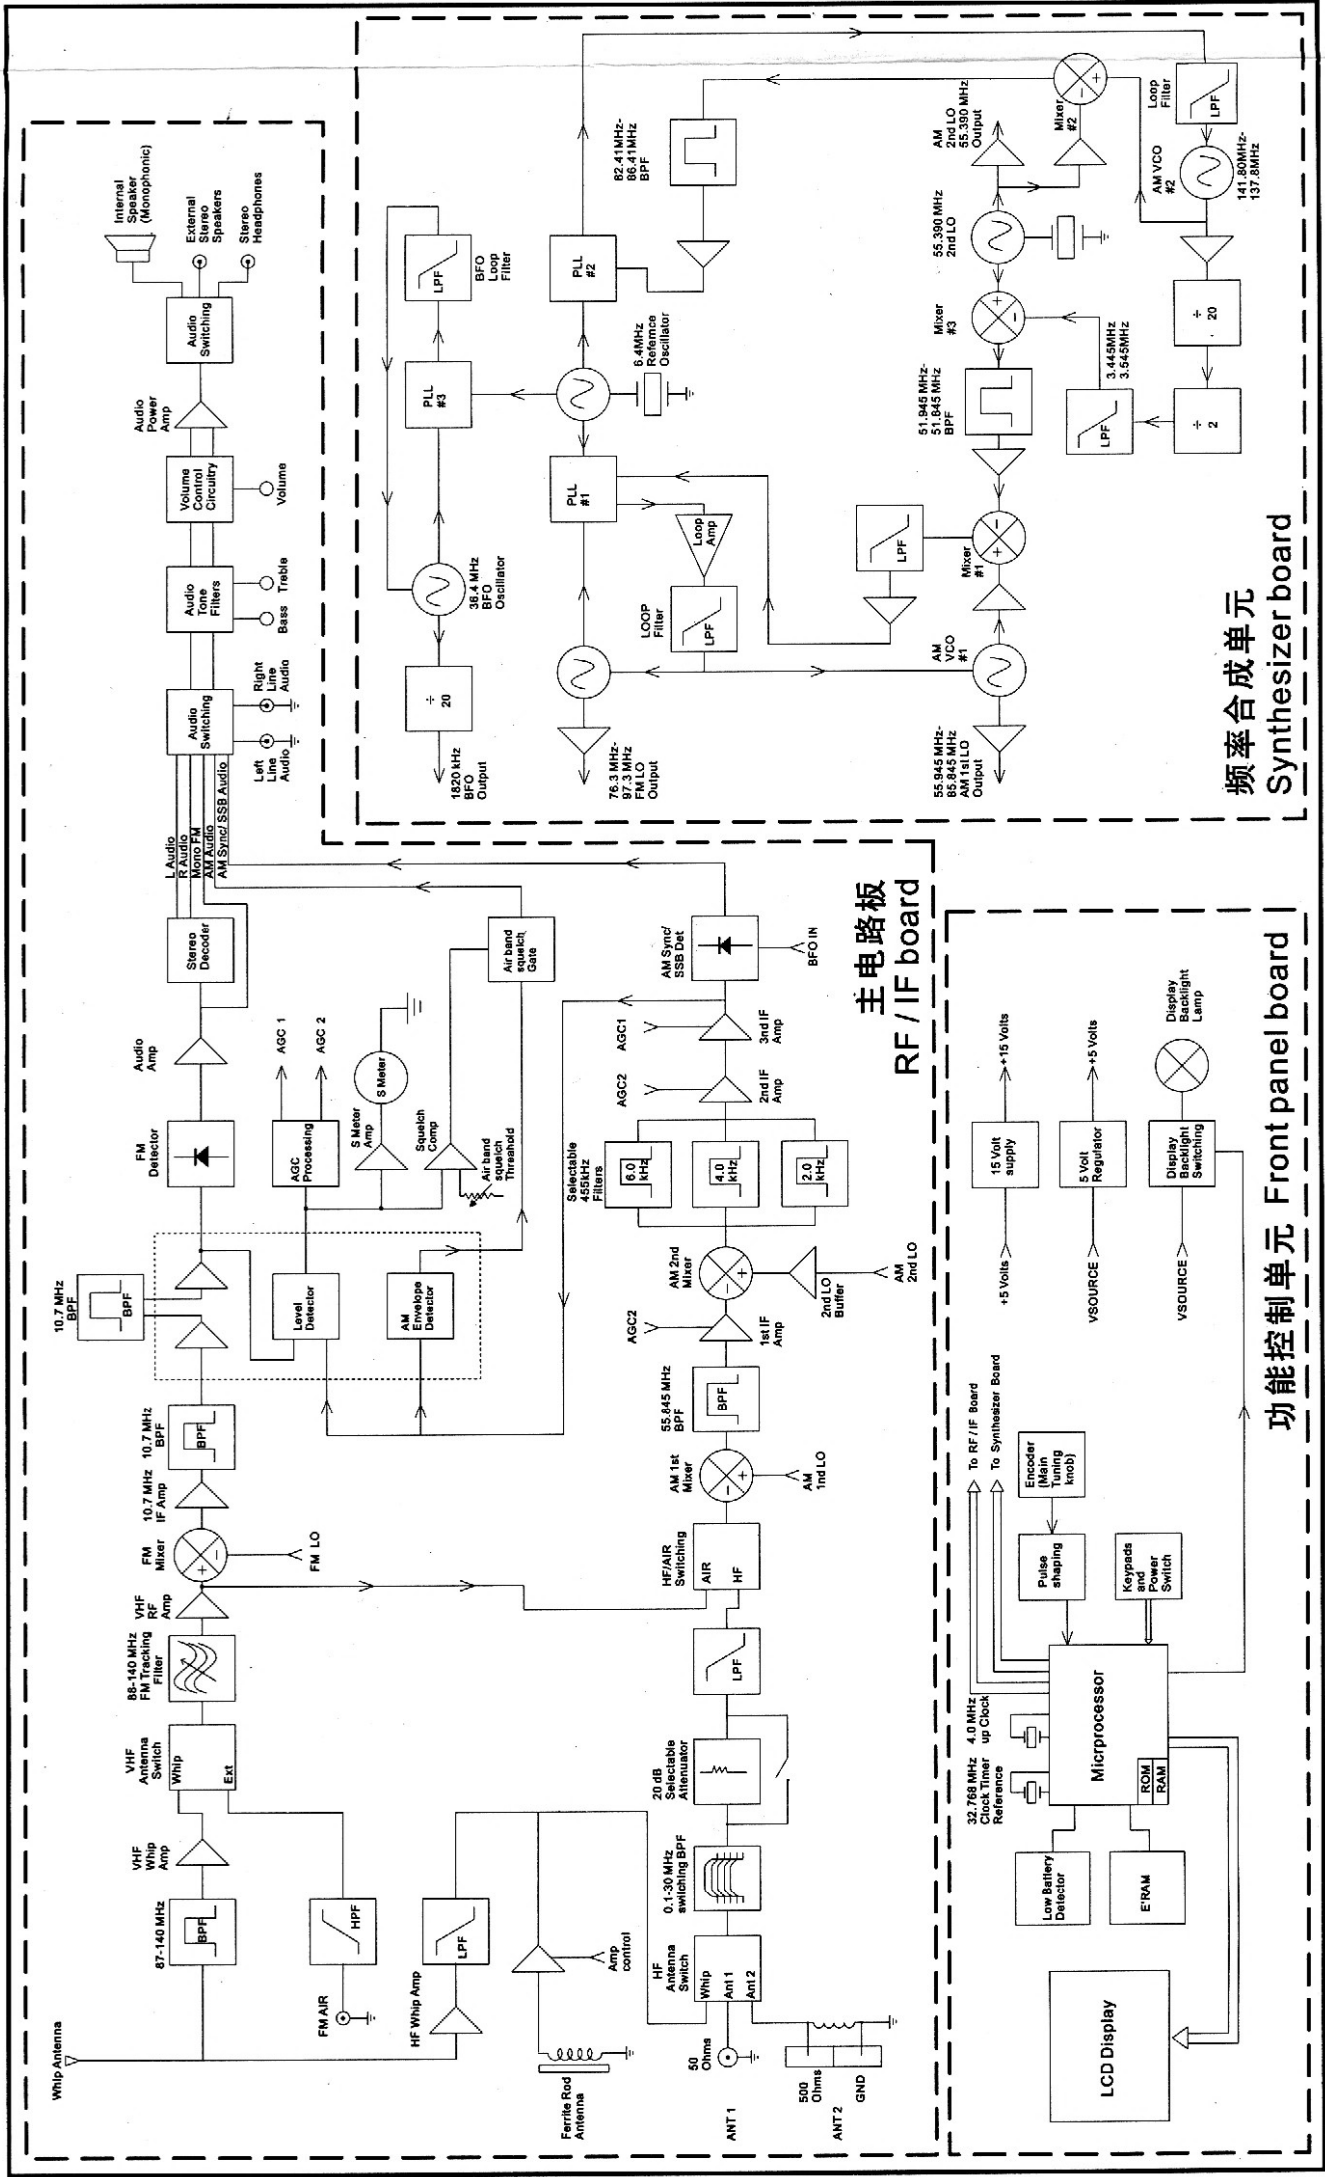 Whip Antenna
87-140 MHz
BPF
VHF
Whip
Amp
VHF
Antenna
Switch
Whip
Ext
88-140 MHz
FM Tracking
Filter
VHF
RF
Amp
FM
Mixer
FM LO
10.7 MHz
IF Amp
10.7 MHz
BPF
BPF
10.7 MHz
BPF
BPF
FM
Detector
Audio
Amp
Stereo
Decoder
L Audio
R Audio
Mono FM
AM Audio
AM Sync/ SSB Audio
Audio
Switching
Left
Line
Audio
Right
Line
Audio
Audio
Tone
Filters
Bass
Treble
Volume
Control
Circuitry
Volume
Audio
Power
Amp
Audio
Switching
Internal
Speaker
(Monophonic)
External
Stereo
Speakers
Stereo
Headphones
FM AIR
HPF
Level
Detector
AGC
Processing
AGC 1
AGC 2
AM
Envelope
Detector
S Meter
Amp
S Meter
Squelch
Comp
Air band
squelch
Threshold
Air band
squelch
Gate
HF Whip Amp
LPF
Ferrite Rod
Antenna
Amp
control
ANT 1
50
Ohms
500
Ohms
GND
ANT 2
HF
Antenna
Switch
Whip
Ant 1
Ant 2
0.1-30 MHz
switching BPF
20 dB
Selectable
Attenuator
LPF
HF/AIR
Switching
AIR
HF
AM 1st
Mixer
AM
1nd LO
55.845 MHz
BPF
BPF
AGC2
1st IF
Amp
AM 2nd
Mixer
2nd LO
Buffer
AM
2nd LO
Selectable
455kHz
Filters
6.0
kHz
4.0
kHz
2.0
kHz
AGC2
2nd IF
Amp
AGC1
3nd IF
Amp
AM Sync/
SSB Det
BFO IN
主电路板
RF / IF board
1820 kHz
BFO
Output
÷
20
36.4 MHz
BFO
Oscillator
PLL
#3
LPF
BFO
Loop
Filter
76.3 MHz-
97.3 MHz
FM LO
Output
PLL
#1
6.4MHz
Refernce
Oscillator
PLL
#2
82.41MHz-
86.41MHz
BPF
LOOP
Filter
LPF
Loop
Amp
LPF
55.945 MHz-
85.845 MHz
AM 1st LO
Output
AM
VCO
#1
Mixer
#1
51.945 MHz-
51.845 MHz
BPF
Mixer
#3
55.390 MHz
2nd LO
AM
2nd LO
55.390 MHz
Output
Mixer
#2
LPF
3.445MHz
3.545MHz
÷
2
÷
20
AM VCO
#2
141.80MHz-
137.8MHz
Loop
Filter
LPF
频率合成单元
Synthesizer board
LCD Display
Low Battery
Detector
E'RAM
32.768 MHz
Clock Timer
Reference
4.0 MHz
up Clock
Micrprocessor
ROM
RAM
To RF / IF Board
To Synthesizer Board
Pulse
shaping
Encoder
(Main
Tuning
knob)
Keypads
and
Power
Switch
+5 Volts
15 Volt
supply
+15 Volts
VSOURCE
5 Volt
Regulator
+5 Volts
VSOURCE
Display
Backlight
Switching
Display
Backlight
Lamp
功能控制单元 Front panel board